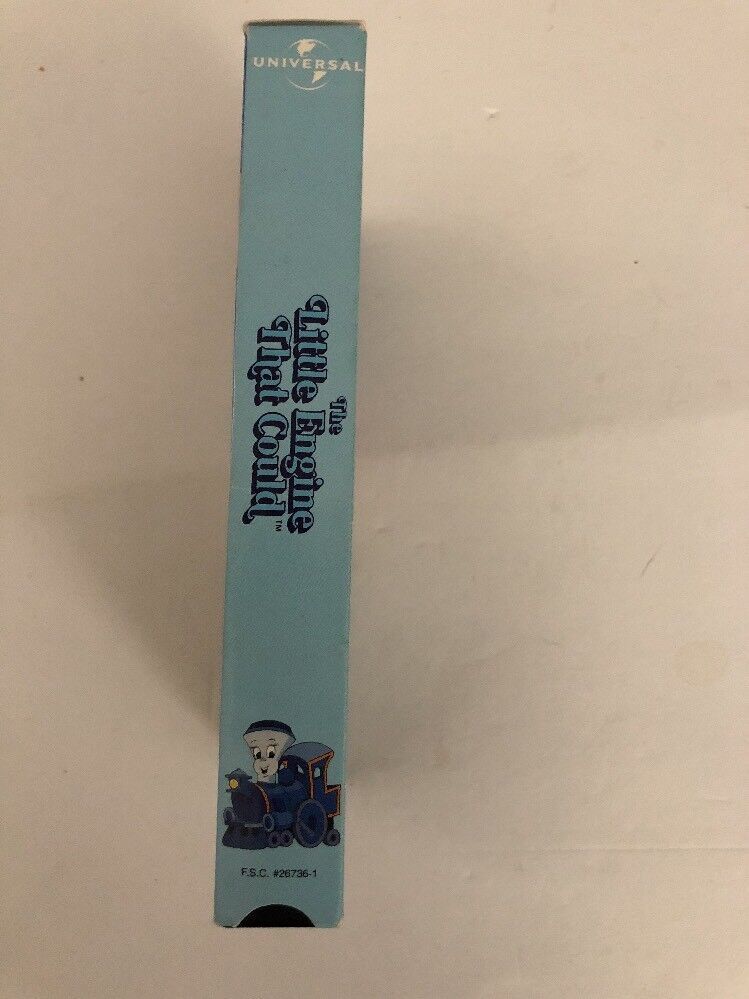 UNIVERSAL
The
Little Engine
That Could
™
F.S.C. #26736-1